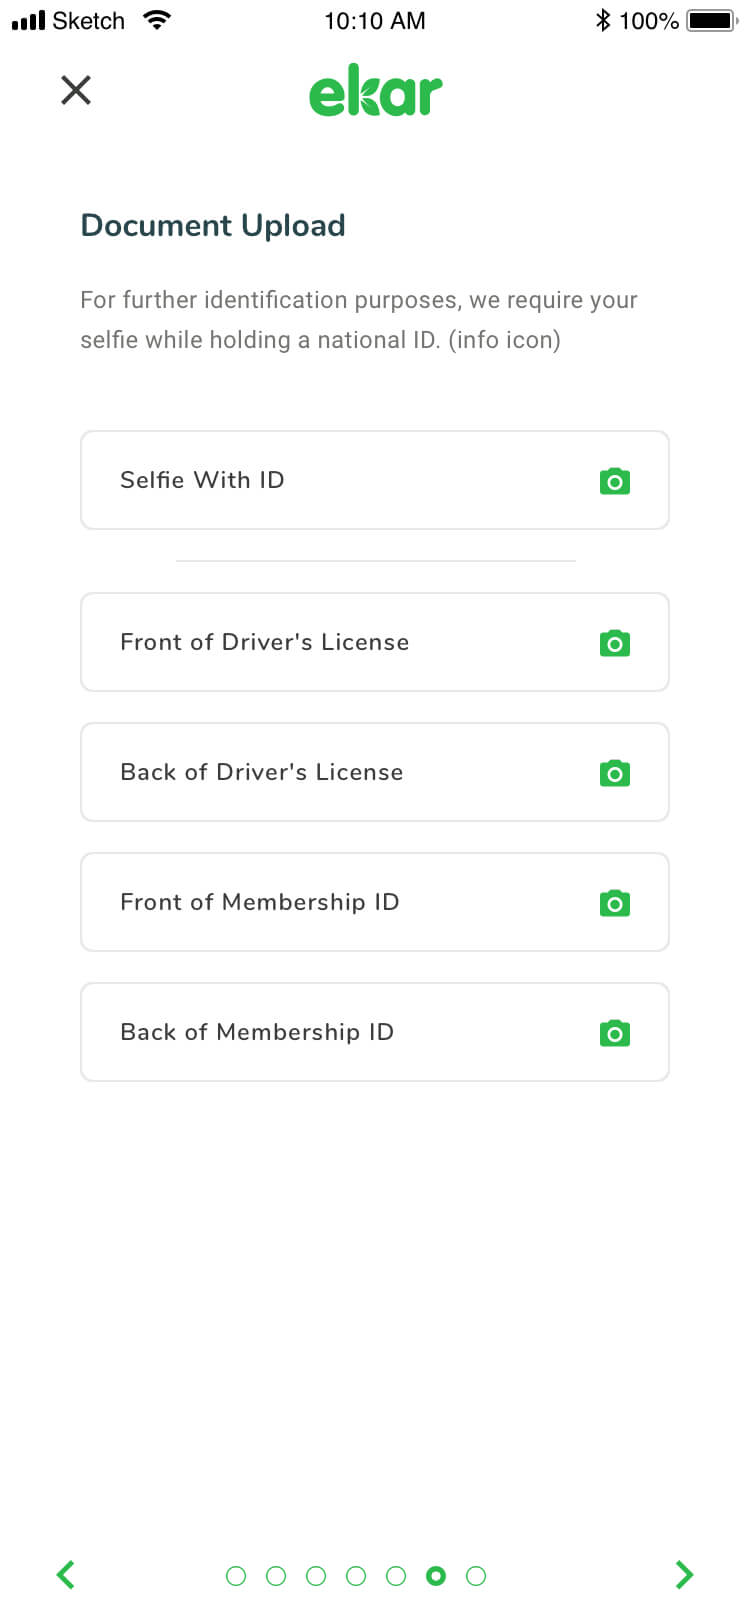 Sketch 10:10 AM 100%
ekar
Document Upload
For further identification purposes, we require your
selfie while holding a national ID. (info icon)
Selfie With ID
Front of Driver's License
Back of Driver's License
Front of Membership ID
Back of Membership ID